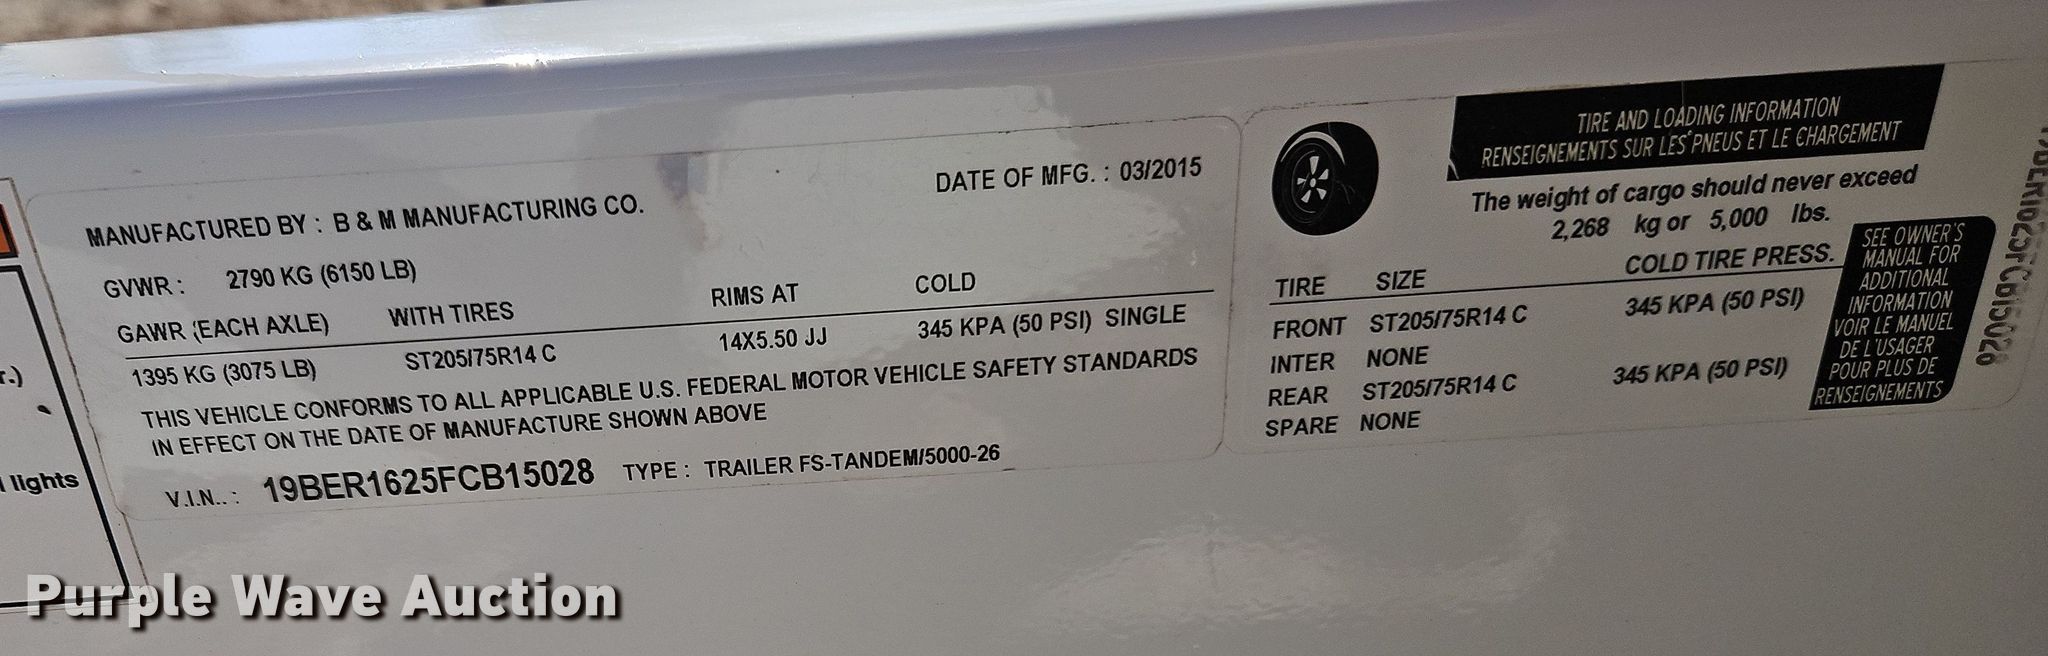 MANUFACTURED BY : B & M MANUFACTURING CO.
DATE OF MFG. : 03/2015
GVWR : 2790 KG (6150 LB)
GAWR (EACH AXLE) WITH TIRES RIMS AT COLD
1395 KG (3075 LB) ST205/75R14 C 14X5.50 JJ 345 KPA (50 PSI) SINGLE
THIS VEHICLE CONFORMS TO ALL APPLICABLE U.S. FEDERAL MOTOR VEHICLE SAFETY STANDARDS
IN EFFECT ON THE DATE OF MANUFACTURE SHOWN ABOVE
V.I.N.. : 19BER1625FCB15028 TYPE : TRAILER FS-TANDEM/5000-26
TIRE AND LOADING INFORMATION
RENSEIGNEMENTS SUR LES PNEUS ET LE CHARGEMENT
The weight of cargo should never exceed
2,268 kg or 5,000 lbs.
TIRE SIZE COLD TIRE PRESS.
FRONT ST205/75R14 C 345 KPA (50 PSI)
INTER NONE
REAR ST205/75R14 C 345 KPA (50 PSI)
SPARE NONE
SEE OWNER'S
MANUAL FOR
ADDITIONAL
INFORMATION
VOIR LE MANUEL
DE L'USAGER
POUR PLUS DE
RENSEIGNEMENTS
r.)
lights
Purple Wave Auction